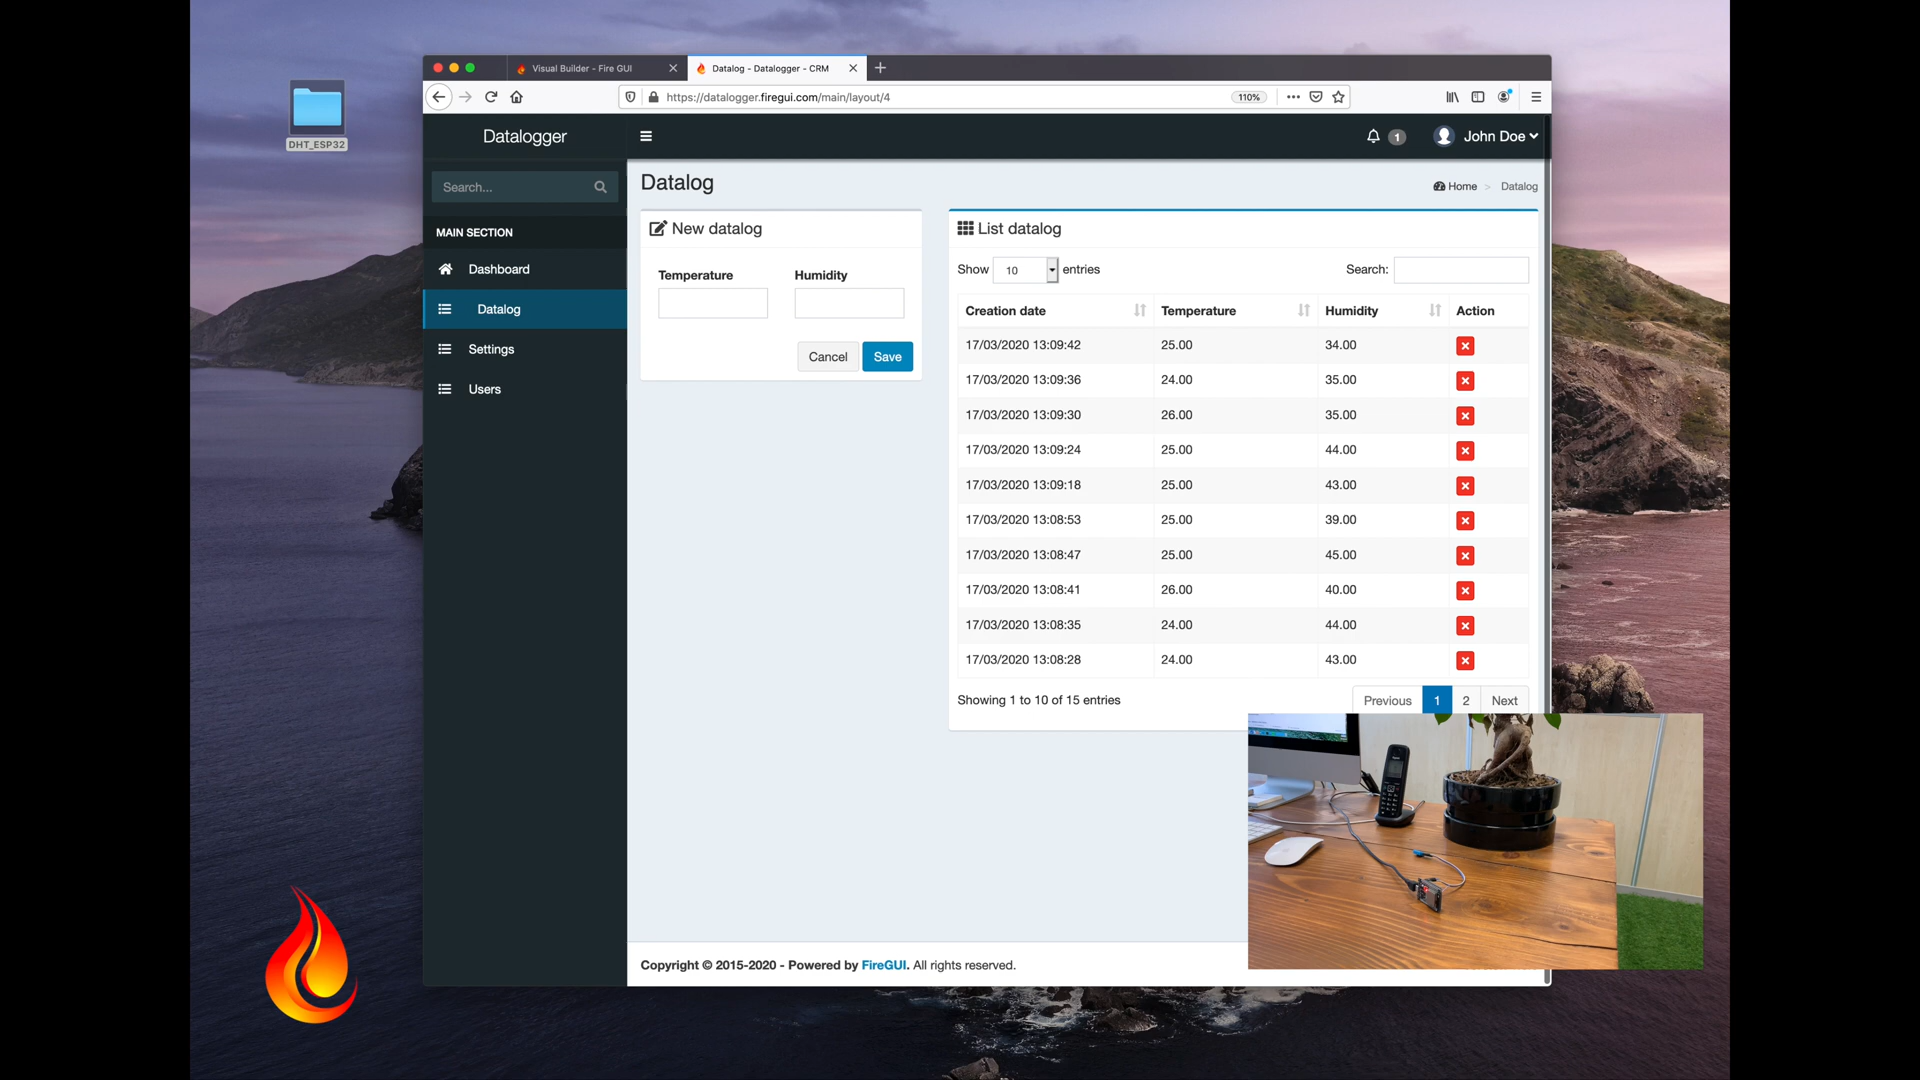 DHT_ESP32
Visual Builder - Fire GUI
Datalog - Datalogger - CRM
https://datalogger.firegui.com/main/layout/4
110%
Datalogger
1
John Doe
Search...
Datalog
Home > Datalog
MAIN SECTION
Dashboard
Datalog
Settings
Users
New datalog
Temperature
Humidity
Cancel
Save
List datalog
Show 10 entries
Search:
Creation date Temperature Humidity Action
17/03/2020 13:09:42 25.00 34.00
17/03/2020 13:09:36 24.00 35.00
17/03/2020 13:09:30 26.00 35.00
17/03/2020 13:09:24 25.00 44.00
17/03/2020 13:09:18 25.00 43.00
17/03/2020 13:08:53 25.00 39.00
17/03/2020 13:08:47 25.00 45.00
17/03/2020 13:08:41 26.00 40.00
17/03/2020 13:08:35 24.00 44.00
17/03/2020 13:08:28 24.00 43.00
Showing 1 to 10 of 15 entries
Previous 1 2 Next
Copyright © 2015-2020 - Powered by FireGUI. All rights reserved.